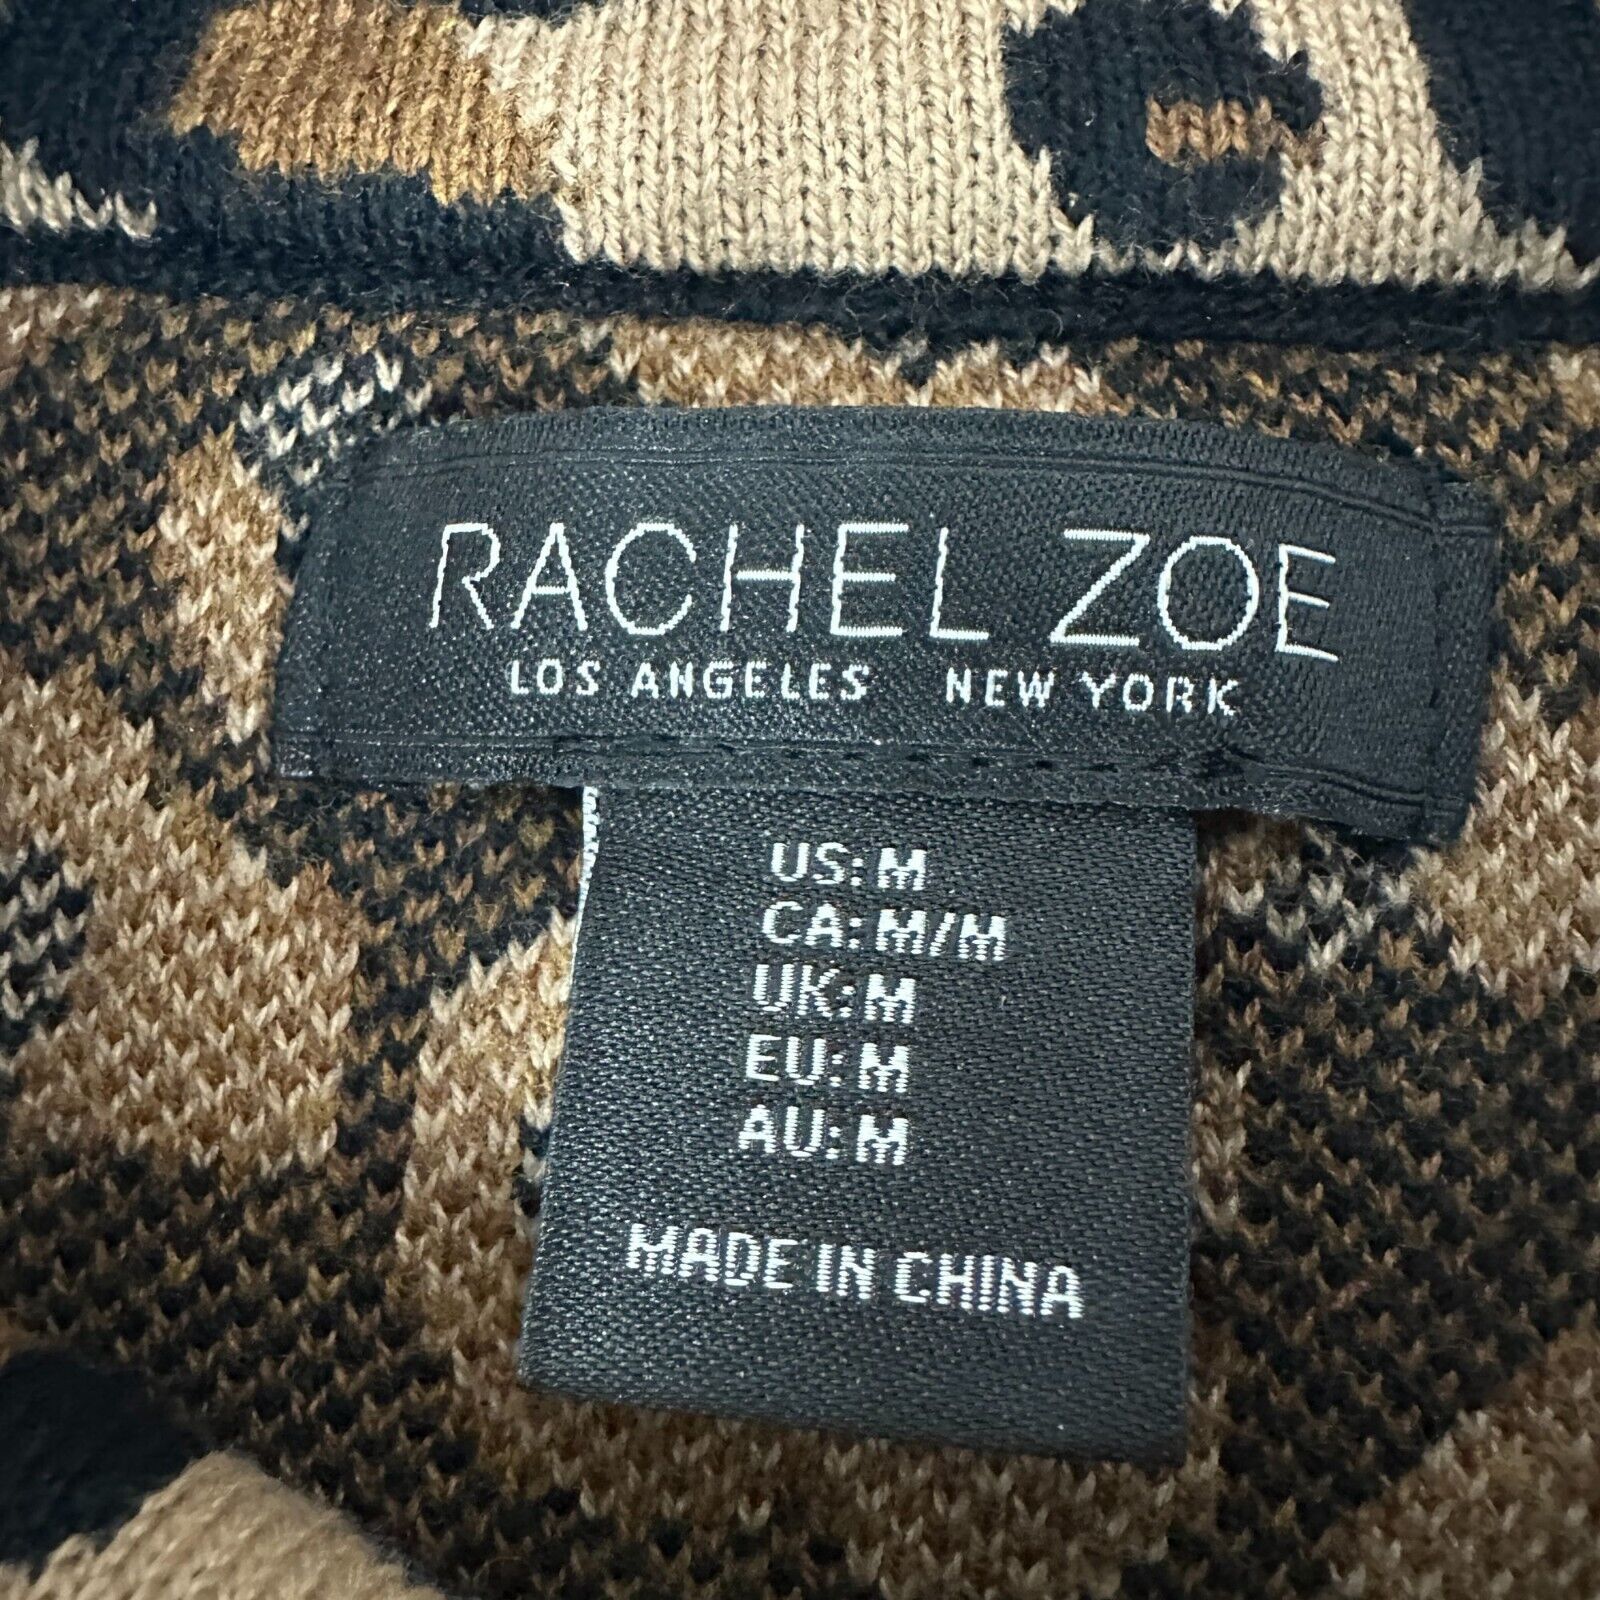 RACHEL ZOE
LOS ANGELES NEW YORK
US: M
CA: M/M
UK: M
EU: M
AU: M
MADE IN CHINA